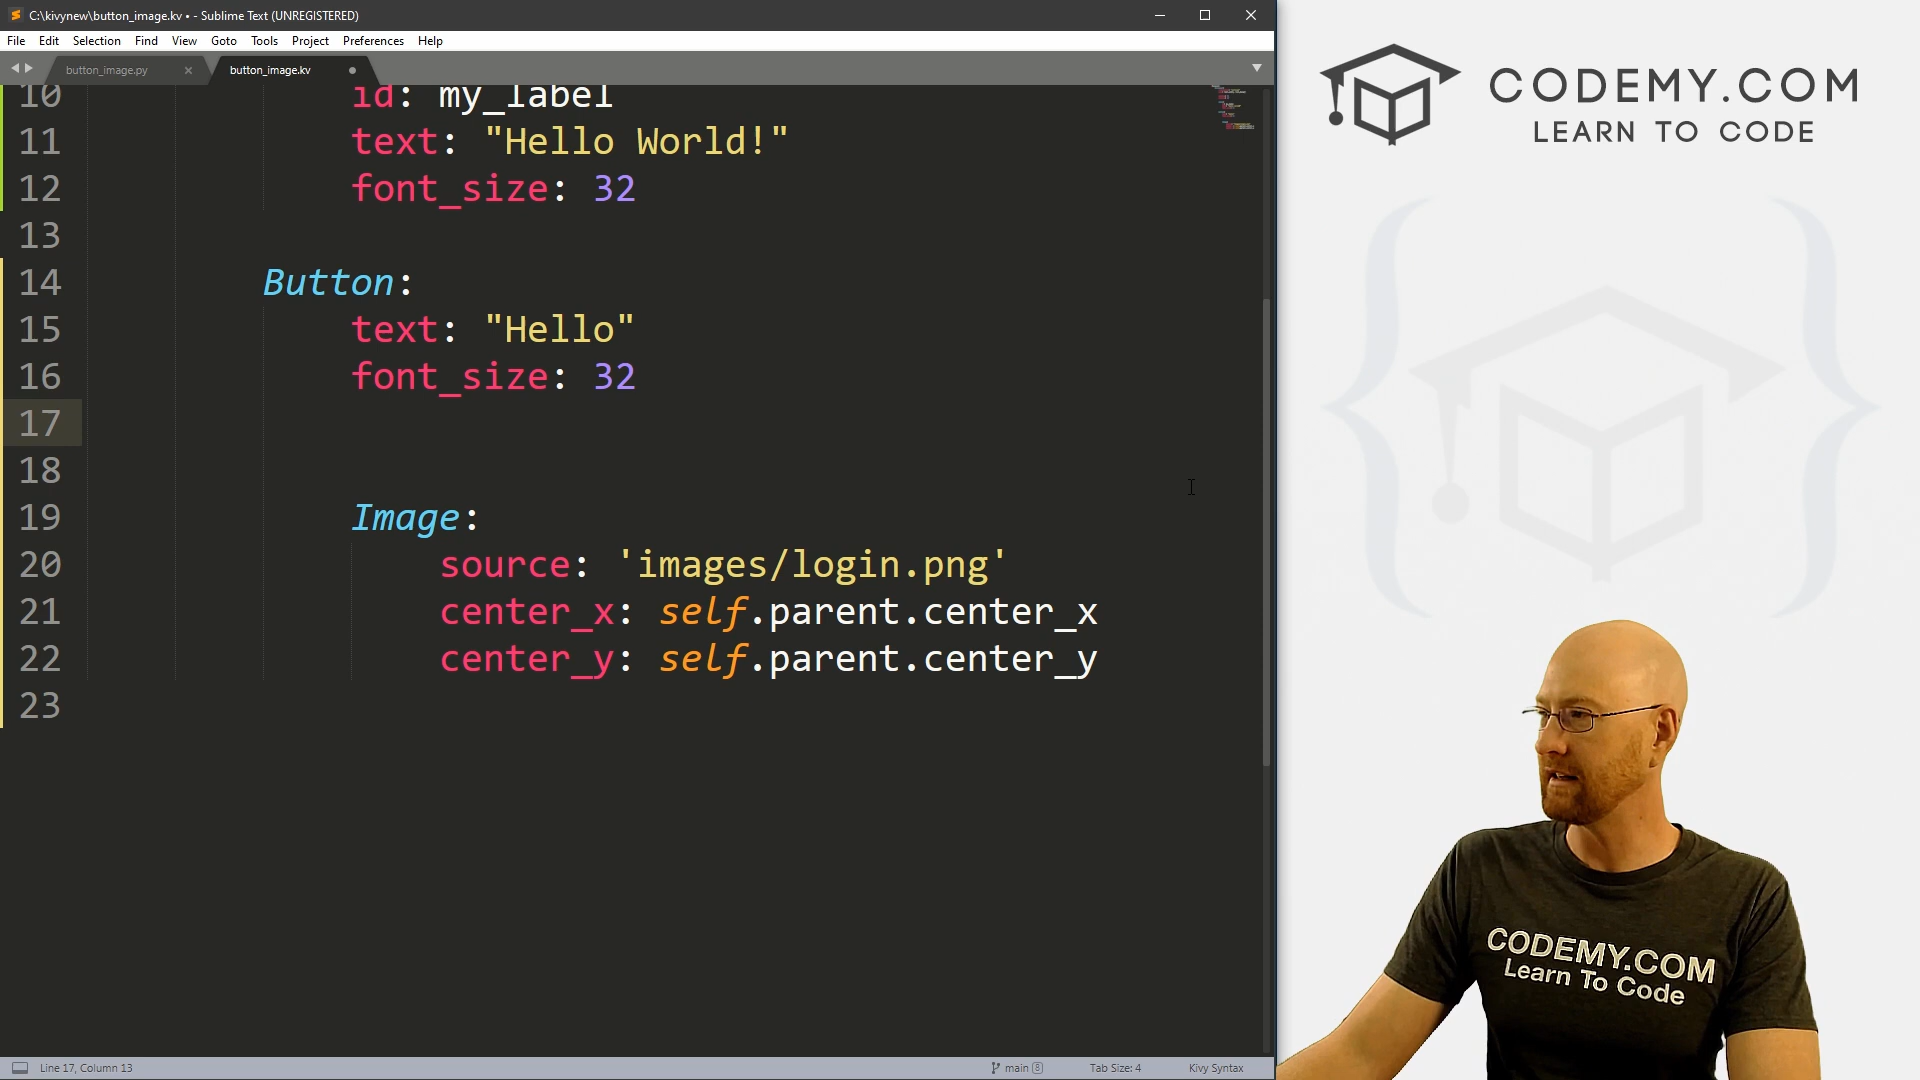 C:\kivynew\button_image.kv • - Sublime Text (UNREGISTERED)
File Edit Selection Find View Goto Tools Project Preferences Help
button_image.py button_image.kv
10 id: my_label
11 text: "Hello World!"
12 font_size: 32
13
14 Button:
15 text: "Hello"
16 font_size: 32
17
18
19 Image:
20 source: 'images/login.png'
21 center_x: self.parent.center_x
22 center_y: self.parent.center_y
23
Line 17, Column 13 main 8 Tab Size: 4 Kivy Syntax
CODEMY.COM
LEARN TO CODE
CODEMY.COM
Learn To Code